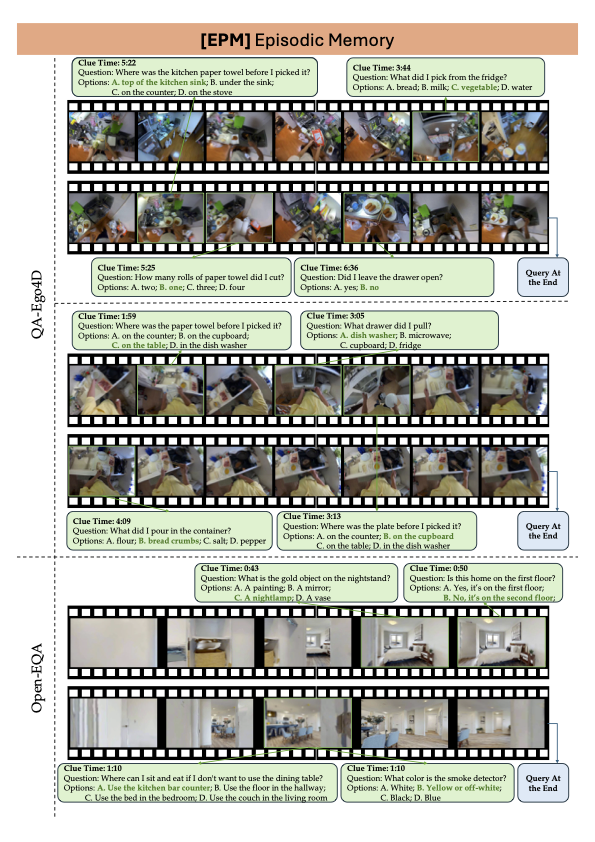 [EPM] Episodic Memory
Clue Time: 5:22
Question: Where was the kitchen paper towel before I picked it?
Options: A. top of the kitchen sink; B. under the sink;
C. on the counter; D. on the stove
Clue Time: 3:44
Question: What did I pick from the fridge?
Options: A. bread; B. milk; C. vegetable; D. water
QA-Ego4D
Clue Time: 5:25
Question: How many rolls of paper towel did I cut?
Options: A. two; B. one; C. three; D. four
Clue Time: 6:36
Question: Did I leave the drawer open?
Options: A. yes; B. no
Query At
the End
Clue Time: 1:59
Question: Where was the paper towel before I picked it?
Options: A. on the counter; B. on the cupboard;
C. on the table; D. in the dish washer
Clue Time: 3:05
Question: What drawer did I pull?
Options: A. dish washer; B. microwave;
C. cupboard; D. fridge
Clue Time: 4:09
Question: What did I pour in the container?
Options: A. flour; B. bread crumbs; C. salt; D. pepper
Clue Time: 3:13
Question: Where was the plate before I picked it?
Options: A. on the counter; B. on the cupboard
C. on the table; D. in the dish washer
Query At
the End
Clue Time: 0:43
Question: What is the gold object on the nightstand?
Options: A. A painting; B. A mirror;
C. A nightlamp; D. A vase
Clue Time: 0:50
Question: Is this home on the first floor?
Options: A. Yes, it's on the first floor;
B. No, it's on the second floor;
Open-EQA
Clue Time: 1:10
Question: Where can I sit and eat if I don't want to use the dining table?
Options: A. Use the kitchen bar counter; B. Use the floor in the hallway;
C. Use the bed in the bedroom; D. Use the couch in the living room
Clue Time: 1:10
Question: What color is the smoke detector?
Options: A. White; B. Yellow or off-white;
C. Black; D. Blue
Query At
the End